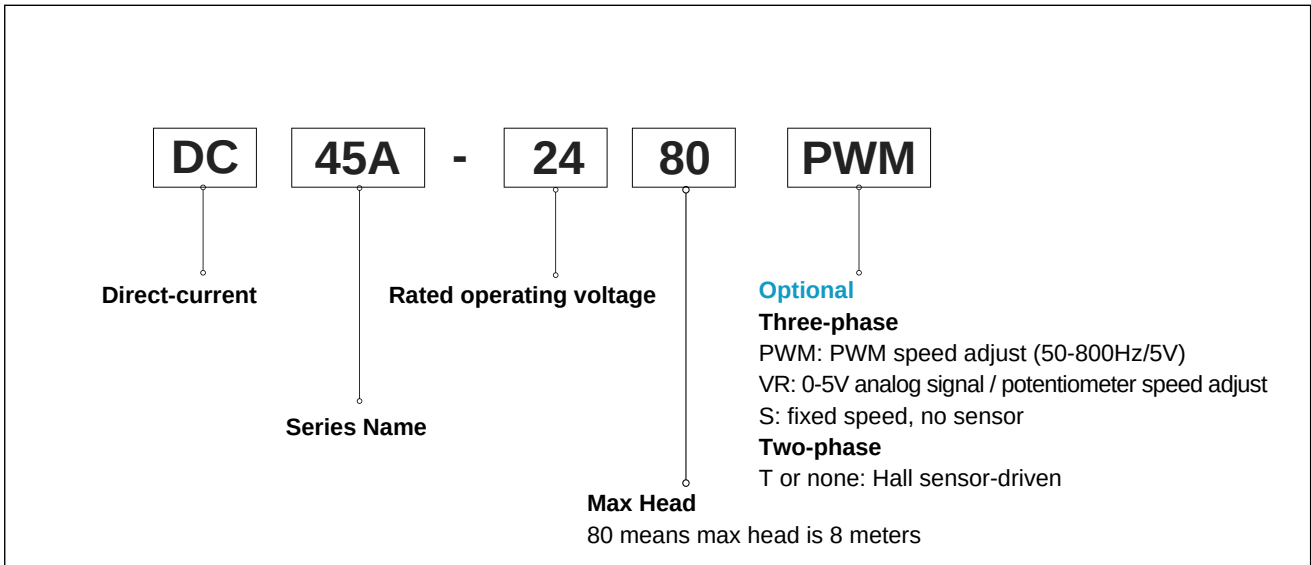 DC 45A - 24 80 PWM
Direct-current
Rated operating voltage
Series Name
Max Head
80 means max head is 8 meters
Optional
Three-phase
PWM: PWM speed adjust (50-800Hz/5V)
VR: 0-5V analog signal / potentiometer speed adjust
S: fixed speed, no sensor
Two-phase
T or none: Hall sensor-driven